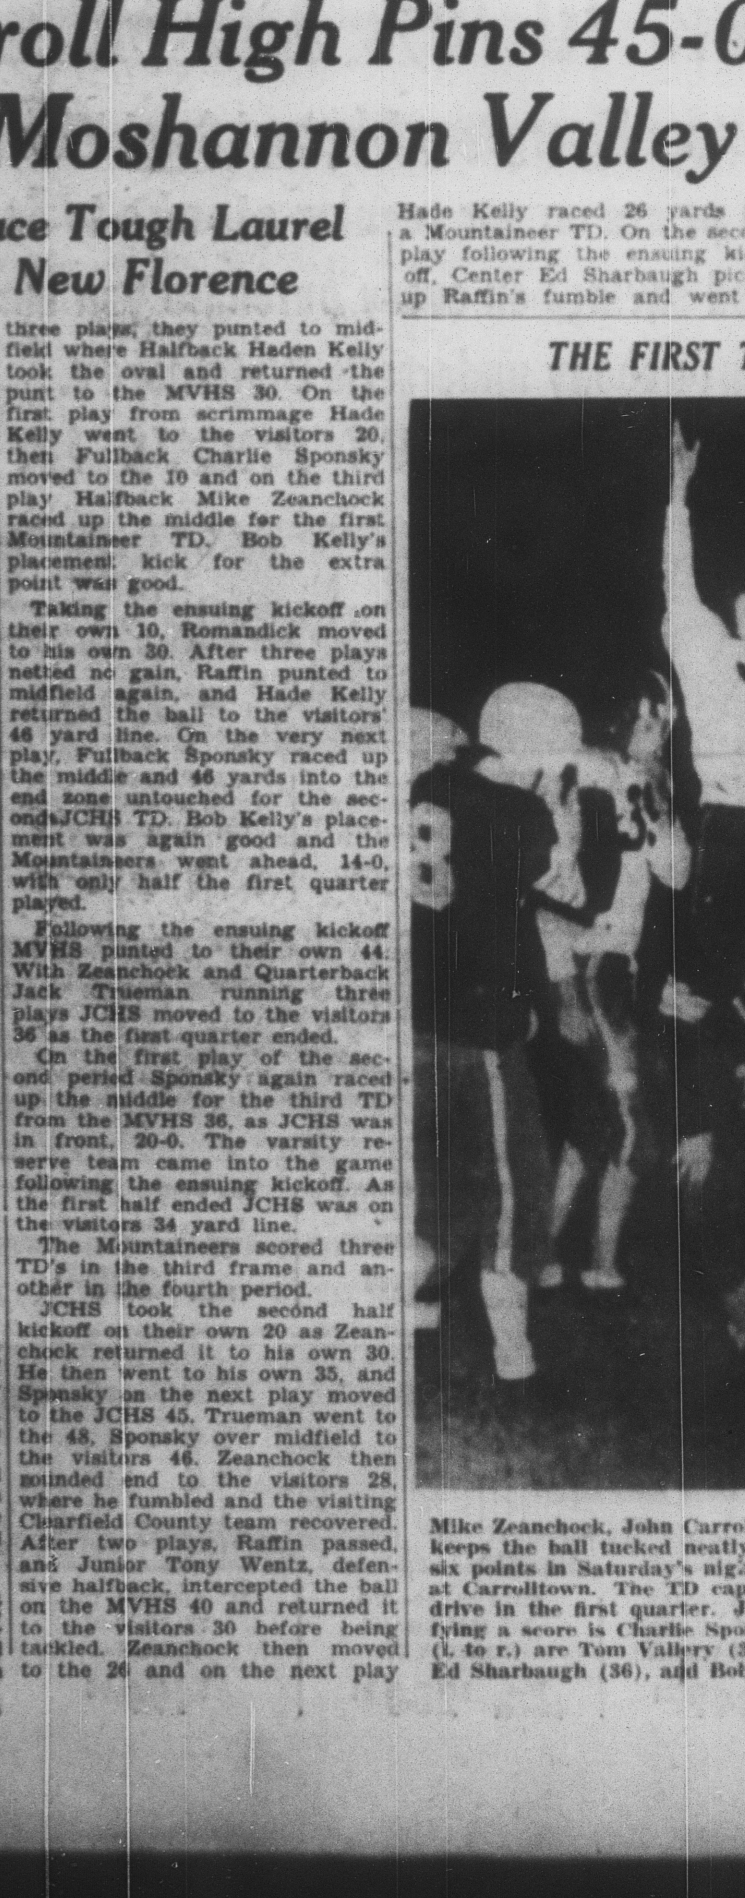 roll High Pins 45-0
Moshannon Valley
ace Tough Laurel
New Florence
three plays, they punted to mid-
field where Halfback Haden Kelly
took the oval and returned the
punt to the MVHS 30. On the
first play from scrimmage Hade
Kelly went to the visitors 20,
then Fullback Charlie Sponsky
moved to the 10 and on the third
play Halfback Mike Zeanchock
raced up the middle for the first
Mountaineer TD. Bob Kelly's
placement kick for the extra
point was good.
Taking the ensuing kickoff on
their own 10, Romandick moved
to his own 30. After three plays
netted no gain, Raffin punted to
midfield again, and Hade Kelly
returned the ball to the visitors'
46 yard line. On the very next
play, Fullback Sponsky raced up
the middle and 46 yards into the
end zone untouched for the sec-
ond JCHS TD. Bob Kelly's place-
ment was again good and the
Mountaineers went ahead, 14-0,
with only half the first quarter
played.
Following the ensuing kickoff
MVHS punted to their own 44.
With Zeanchock and Quarterback
Jack Trueman running three
plays JCHS moved to the visitors
36 as the first quarter ended.
On the first play of the sec-
ond period Sponsky again raced
up the middle for the third TD
from the MVHS 36, as JCHS was
in front, 20-0. The varsity re-
serve team came into the game
following the ensuing kickoff. As
the first half ended JCHS was on
the visitors 34 yard line.
The Mountaineers scored three
TD's in the third frame and an-
other in the fourth period.
JCHS took the second half
kickoff on their own 20 as Zean-
chock returned it to his own 30.
He then went to his own 35, and
Sponsky on the next play moved
to the JCHS 45. Trueman went to
the 48, Sponsky over midfield to
the visitors 46. Zeanchock then
rounded end to the visitors 28,
where he fumbled and the visiting
Clearfield County team recovered.
After two plays, Raffin passed,
and Junior Tony Wentz, defen-
sive halfback, intercepted the ball
on the MVHS 40 and returned it
to the visitors 30 before being
tackled. Zeanchock then moved
to the 26 and on the next play
Hade Kelly raced 26 yards
a Mountaineer TD. On the sec
play following the ensuing ki
off, Center Ed Sharbaugh pic
up Raffin's fumble and went
THE FIRST
8
Mike Zeanchock, John Carro
keeps the ball tucked neatly
six points in Saturday's nig
at Carrolltown. The TD cap
drive in the first quarter. J
fying a score is Charlie Spo
(l. to r.) are Tom Vallery (3
Ed Sharbaugh (36), and Bob